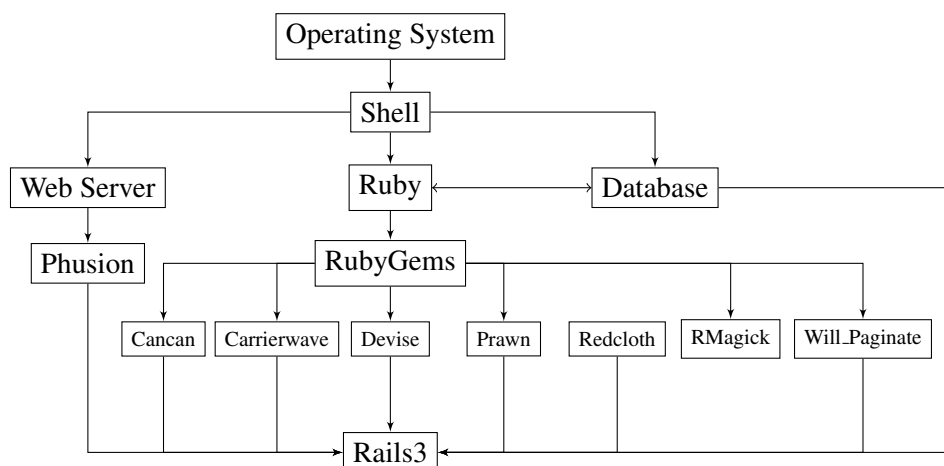 Operating System
Shell
Web Server
Ruby
Database
Phusion
RubyGems
Cancan
Carrierwave
Devise
Prawn
Redcloth
RMagick
Will_Paginate
Rails3